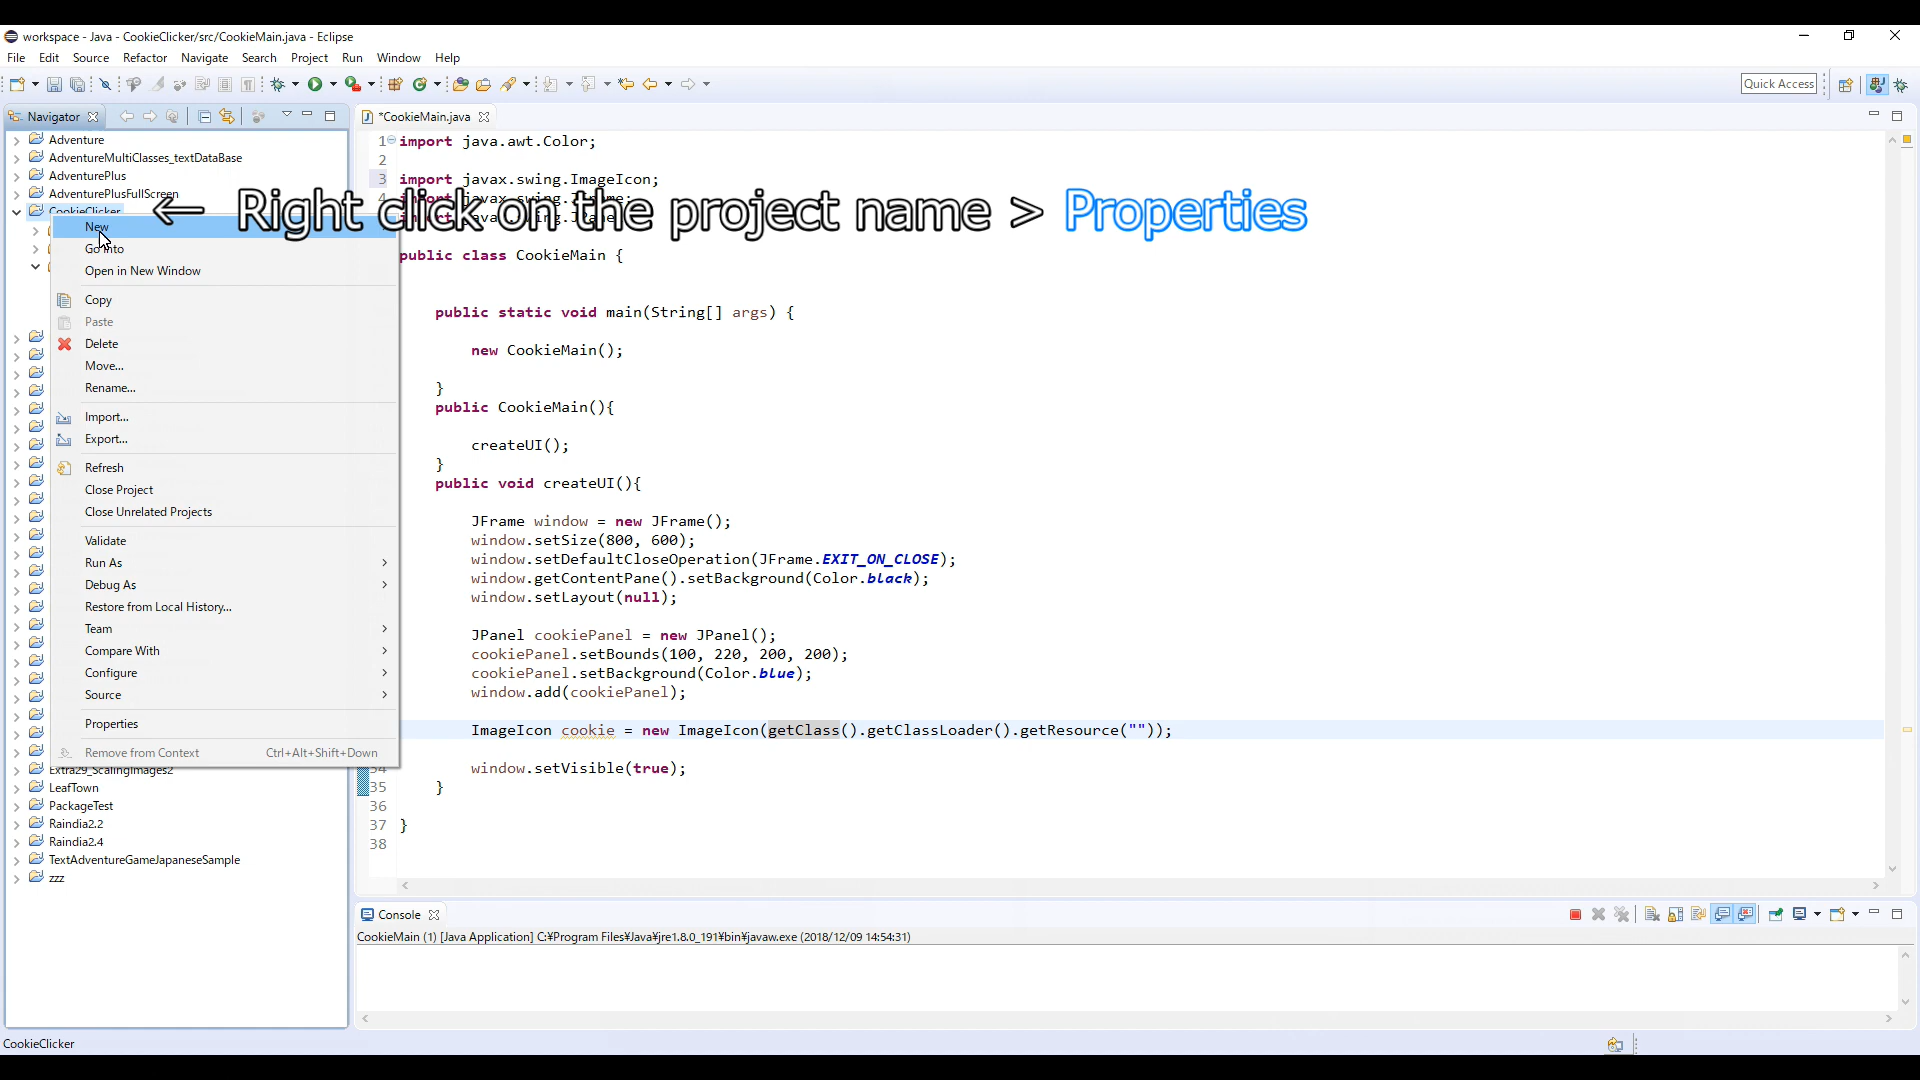 workspace - Java - CookieClicker/src/CookieMain.java - Eclipse
File Edit Source Refactor Navigate Search Project Run Window Help
Quick Access
Navigator
*CookieMain.java
Adventure
AdventureMultiClasses_textDataBase
AdventurePlus
AdventurePlusFullScreen
CookieClicker
← Right click on the project name > Properties
New
Go Into
Open in New Window
Copy
Paste
Delete
Move...
Rename...
Import...
Export...
Refresh
Close Project
Close Unrelated Projects
Validate
Run As
Debug As
Restore from Local History...
Team
Compare With
Configure
Source
Properties
Remove from Context Ctrl+Alt+Shift+Down
Extra29_ScalingImages2
LeafTown
PackageTest
Raindia2.2
Raindia2.4
TextAdventureGameJapaneseSample
zzz
1 import java.awt.Color;
2
3 import javax.swing.ImageIcon;
4
public class CookieMain {
public static void main(String[] args) {
new CookieMain();
}
public CookieMain(){
createUI();
}
public void createUI(){
JFrame window = new JFrame();
window.setSize(800, 600);
window.setDefaultCloseOperation(JFrame.EXIT_ON_CLOSE);
window.getContentPane().setBackground(Color.black);
window.setLayout(null);
JPanel cookiePanel = new JPanel();
cookiePanel.setBounds(100, 220, 200, 200);
cookiePanel.setBackground(Color.blue);
window.add(cookiePanel);
ImageIcon cookie = new ImageIcon(getClass().getClassLoader().getResource(""));
34 window.setVisible(true);
35 }
36
37 }
38
Console
CookieMain (1) [Java Application] C:¥Program Files¥Java¥jre1.8.0_191¥bin¥javaw.exe (2018/12/09 14:54:31)
CookieClicker